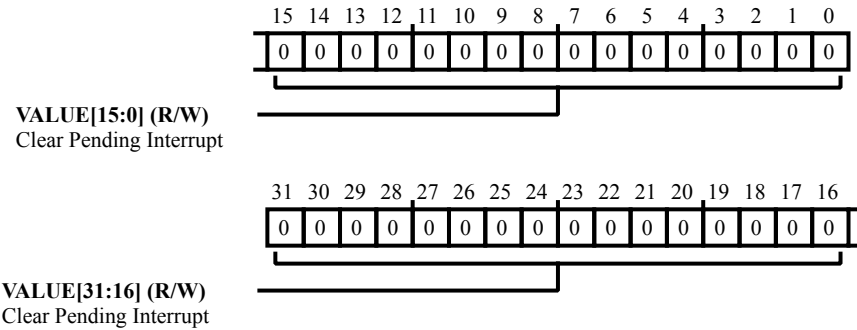 15 14 13 12 11 10 9 8 7 6 5 4 3 2 1 0
0 0 0 0 0 0 0 0 0 0 0 0 0 0 0 0
VALUE[15:0] (R/W)
Clear Pending Interrupt
31 30 29 28 27 26 25 24 23 22 21 20 19 18 17 16
0 0 0 0 0 0 0 0 0 0 0 0 0 0 0 0
VALUE[31:16] (R/W)
Clear Pending Interrupt